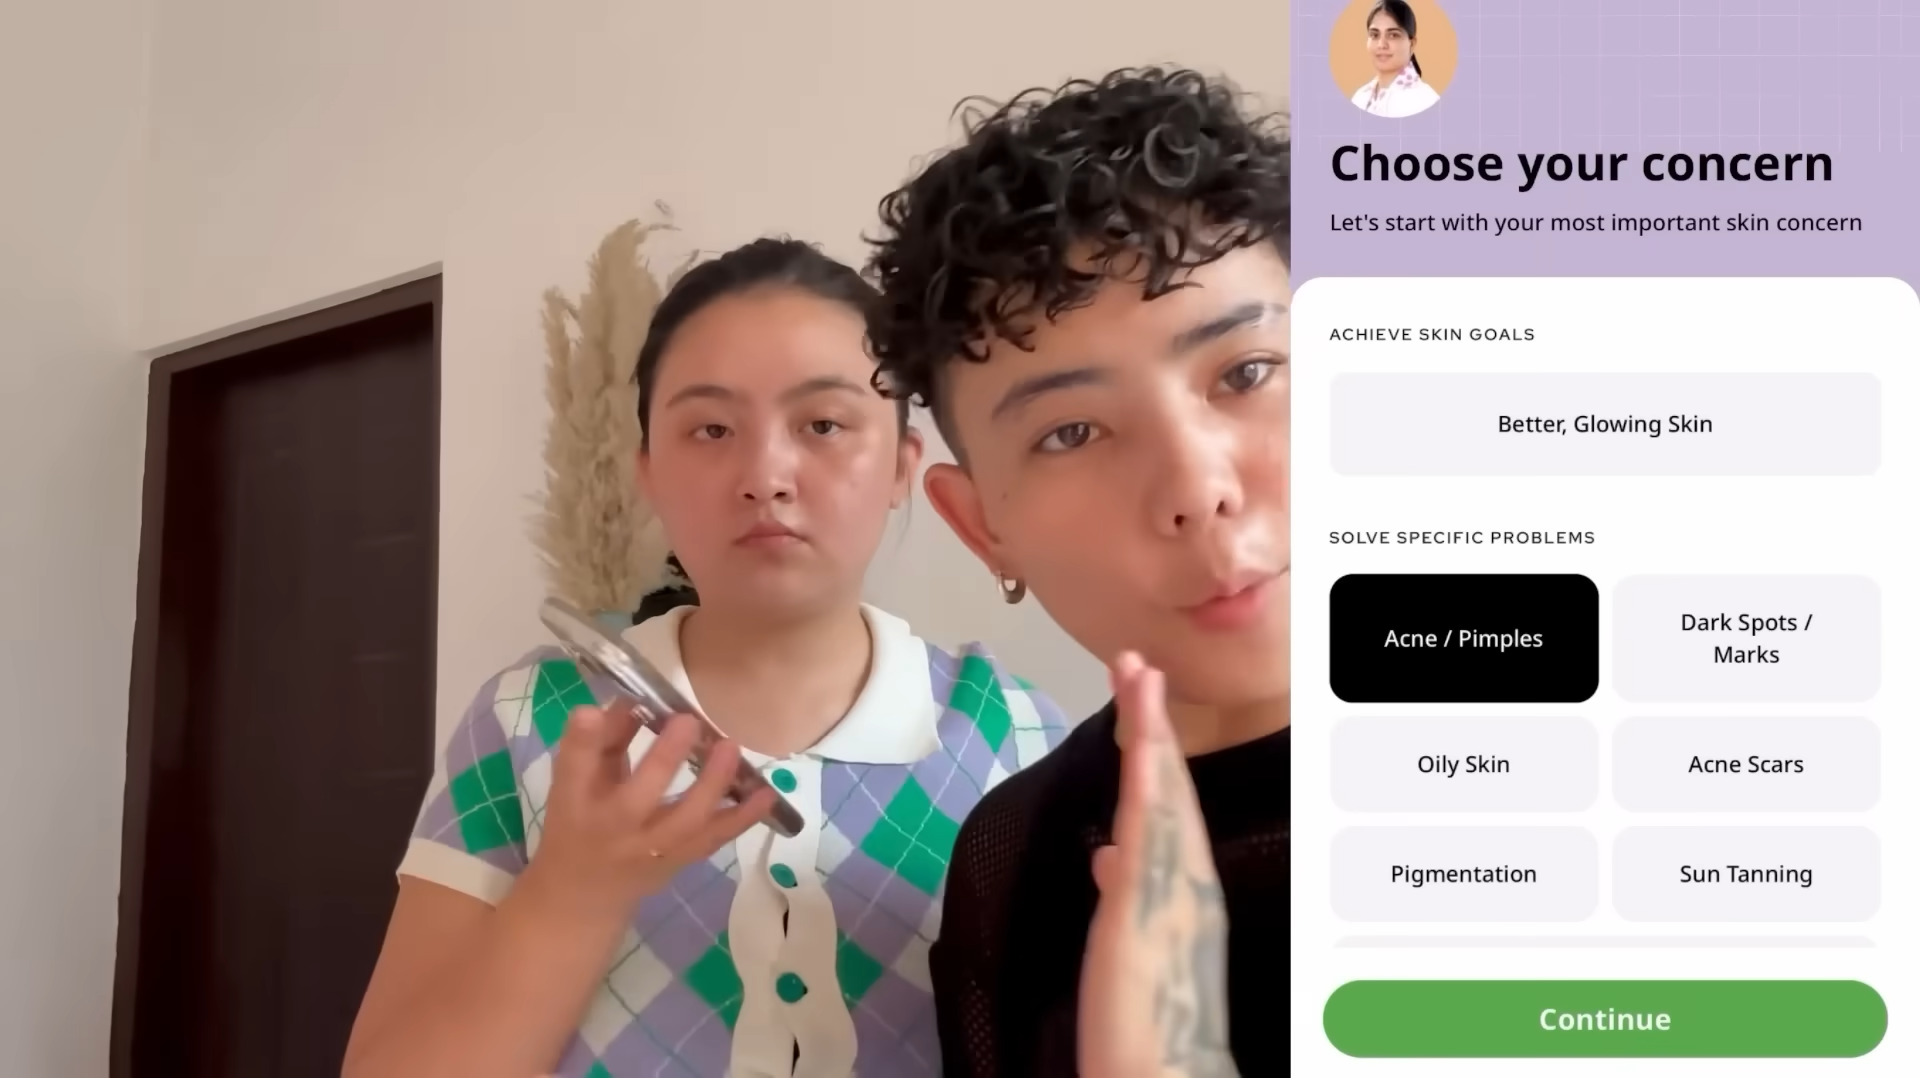 Choose your concern
Let's start with your most important skin concern
ACHIEVE SKIN GOALS
Better, Glowing Skin
SOLVE SPECIFIC PROBLEMS
Acne / Pimples
Dark Spots /
Marks
Oily Skin
Acne Scars
Pigmentation
Sun Tanning
Continue